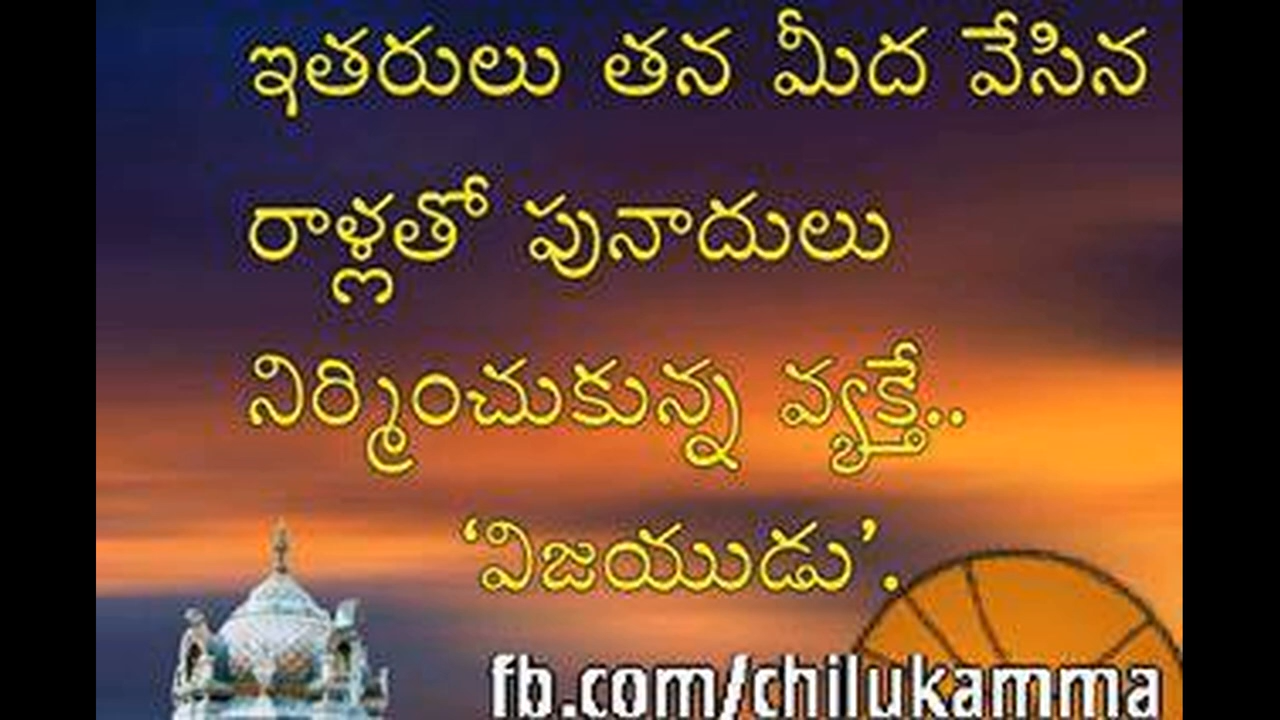 ఇతరులు తన మీద వేసిన
రాళ్లతో పునాదులు
నిర్మించుకున్న వ్యక్తే..
‘విజయుడు’.
fb.com/chilukamma